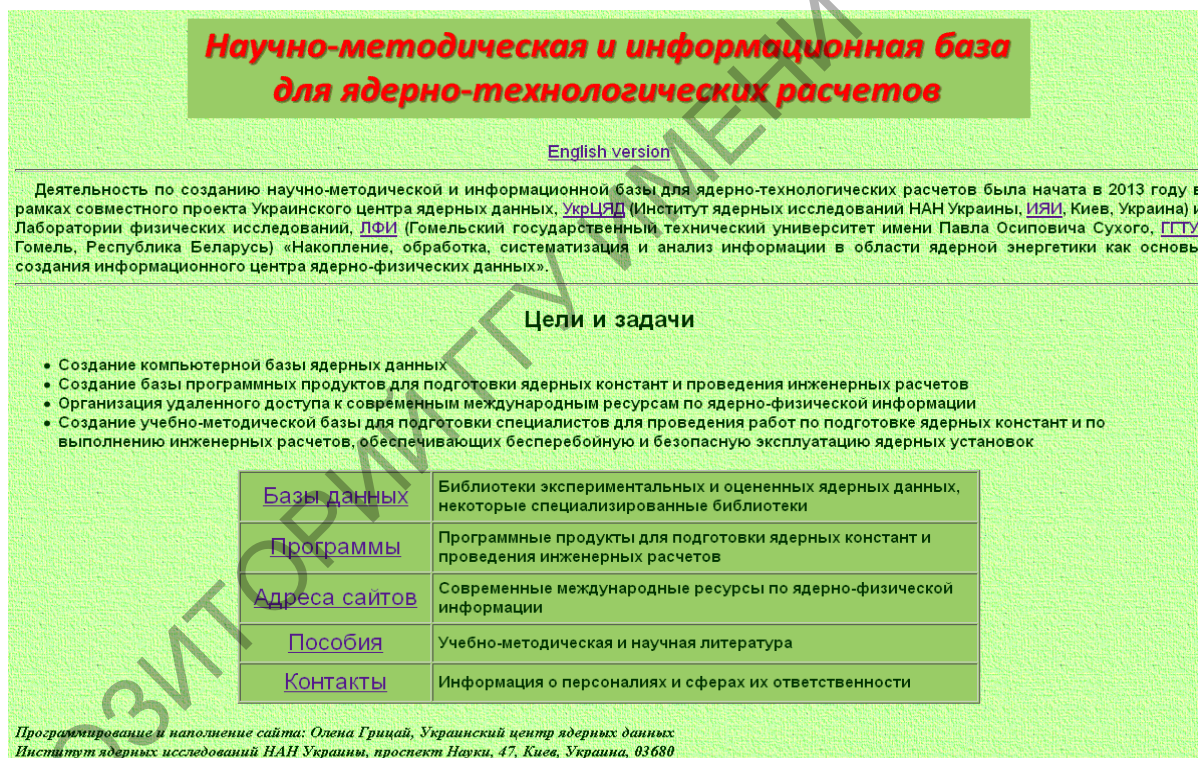 Научно-методическая и информационная база
для ядерно-технологических расчетов
English version
Деятельность по созданию научно-методической и информационной базы для ядерно-технологических расчетов была начата в 2013 году в
рамках совместного проекта Украинского центра ядерных данных, УкрЦЯД (Институт ядерных исследований НАН Украины, ИЯИ, Киев, Украина) и
Лаборатории физических исследований, ЛФИ (Гомельский государственный технический университет имени Павла Осиповича Сухого, ГГТУ,
Гомель, Республика Беларусь) «Накопление, обработка, систематизация и анализ информации в области ядерной энергетики как основы
создания информационного центра ядерно-физических данных».
Цели и задачи
• Создание компьютерной базы ядерных данных
• Создание базы программных продуктов для подготовки ядерных констант и проведения инженерных расчетов
• Организация удаленного доступа к современным международным ресурсам по ядерно-физической информации
• Создание учебно-методической базы для подготовки специалистов для проведения работ по подготовке ядерных констант и по
выполнению инженерных расчетов, обеспечивающих бесперебойную и безопасную эксплуатацию ядерных установок
Базы данных
Библиотеки экспериментальных и оцененных ядерных данных,
некоторые специализированные библиотеки
Программы
Программные продукты для подготовки ядерных констант и
проведения инженерных расчетов
Адреса сайтов
Современные международные ресурсы по ядерно-физической
информации
Пособия
Учебно-методическая и научная литература
Контакты
Информация о персоналиях и сферах их ответственности
Программирование и наполнение сайта: Олена Грицай, Украинский центр ядерных данных
Институт ядерных исследований НАН Украины, проспект Науки, 47, Киев, Украина, 03680
ОЗИТОРИЙ ГГУ ИМЕНИ